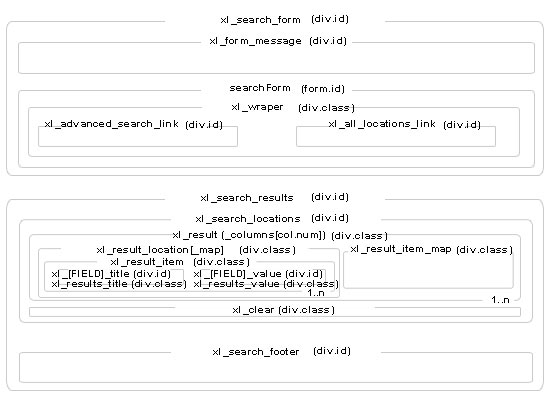 xl_search_form (div.id)
xl_form_message (div.id)
searchForm (form.id)
xl_wraper (div.class)
xl_advanced_search_link (div.id) xl_all_locations_link (div.id)
xl_search_results (div.id)
xl_search_locations (div.id)
xl_result (_columns[col.num]) (div.class)
xl_result_location[_map] (div.class) xl_result_item_map (div.class)
xl_result_item (div.class)
xl_[FIELD]_title (div.id) xl_[FIELD]_value (div.id)
xl_results_title (div.class) xl_results_value (div.class)
1..n
1..n
xl_clear (div.class)
xl_search_footer (div.id)